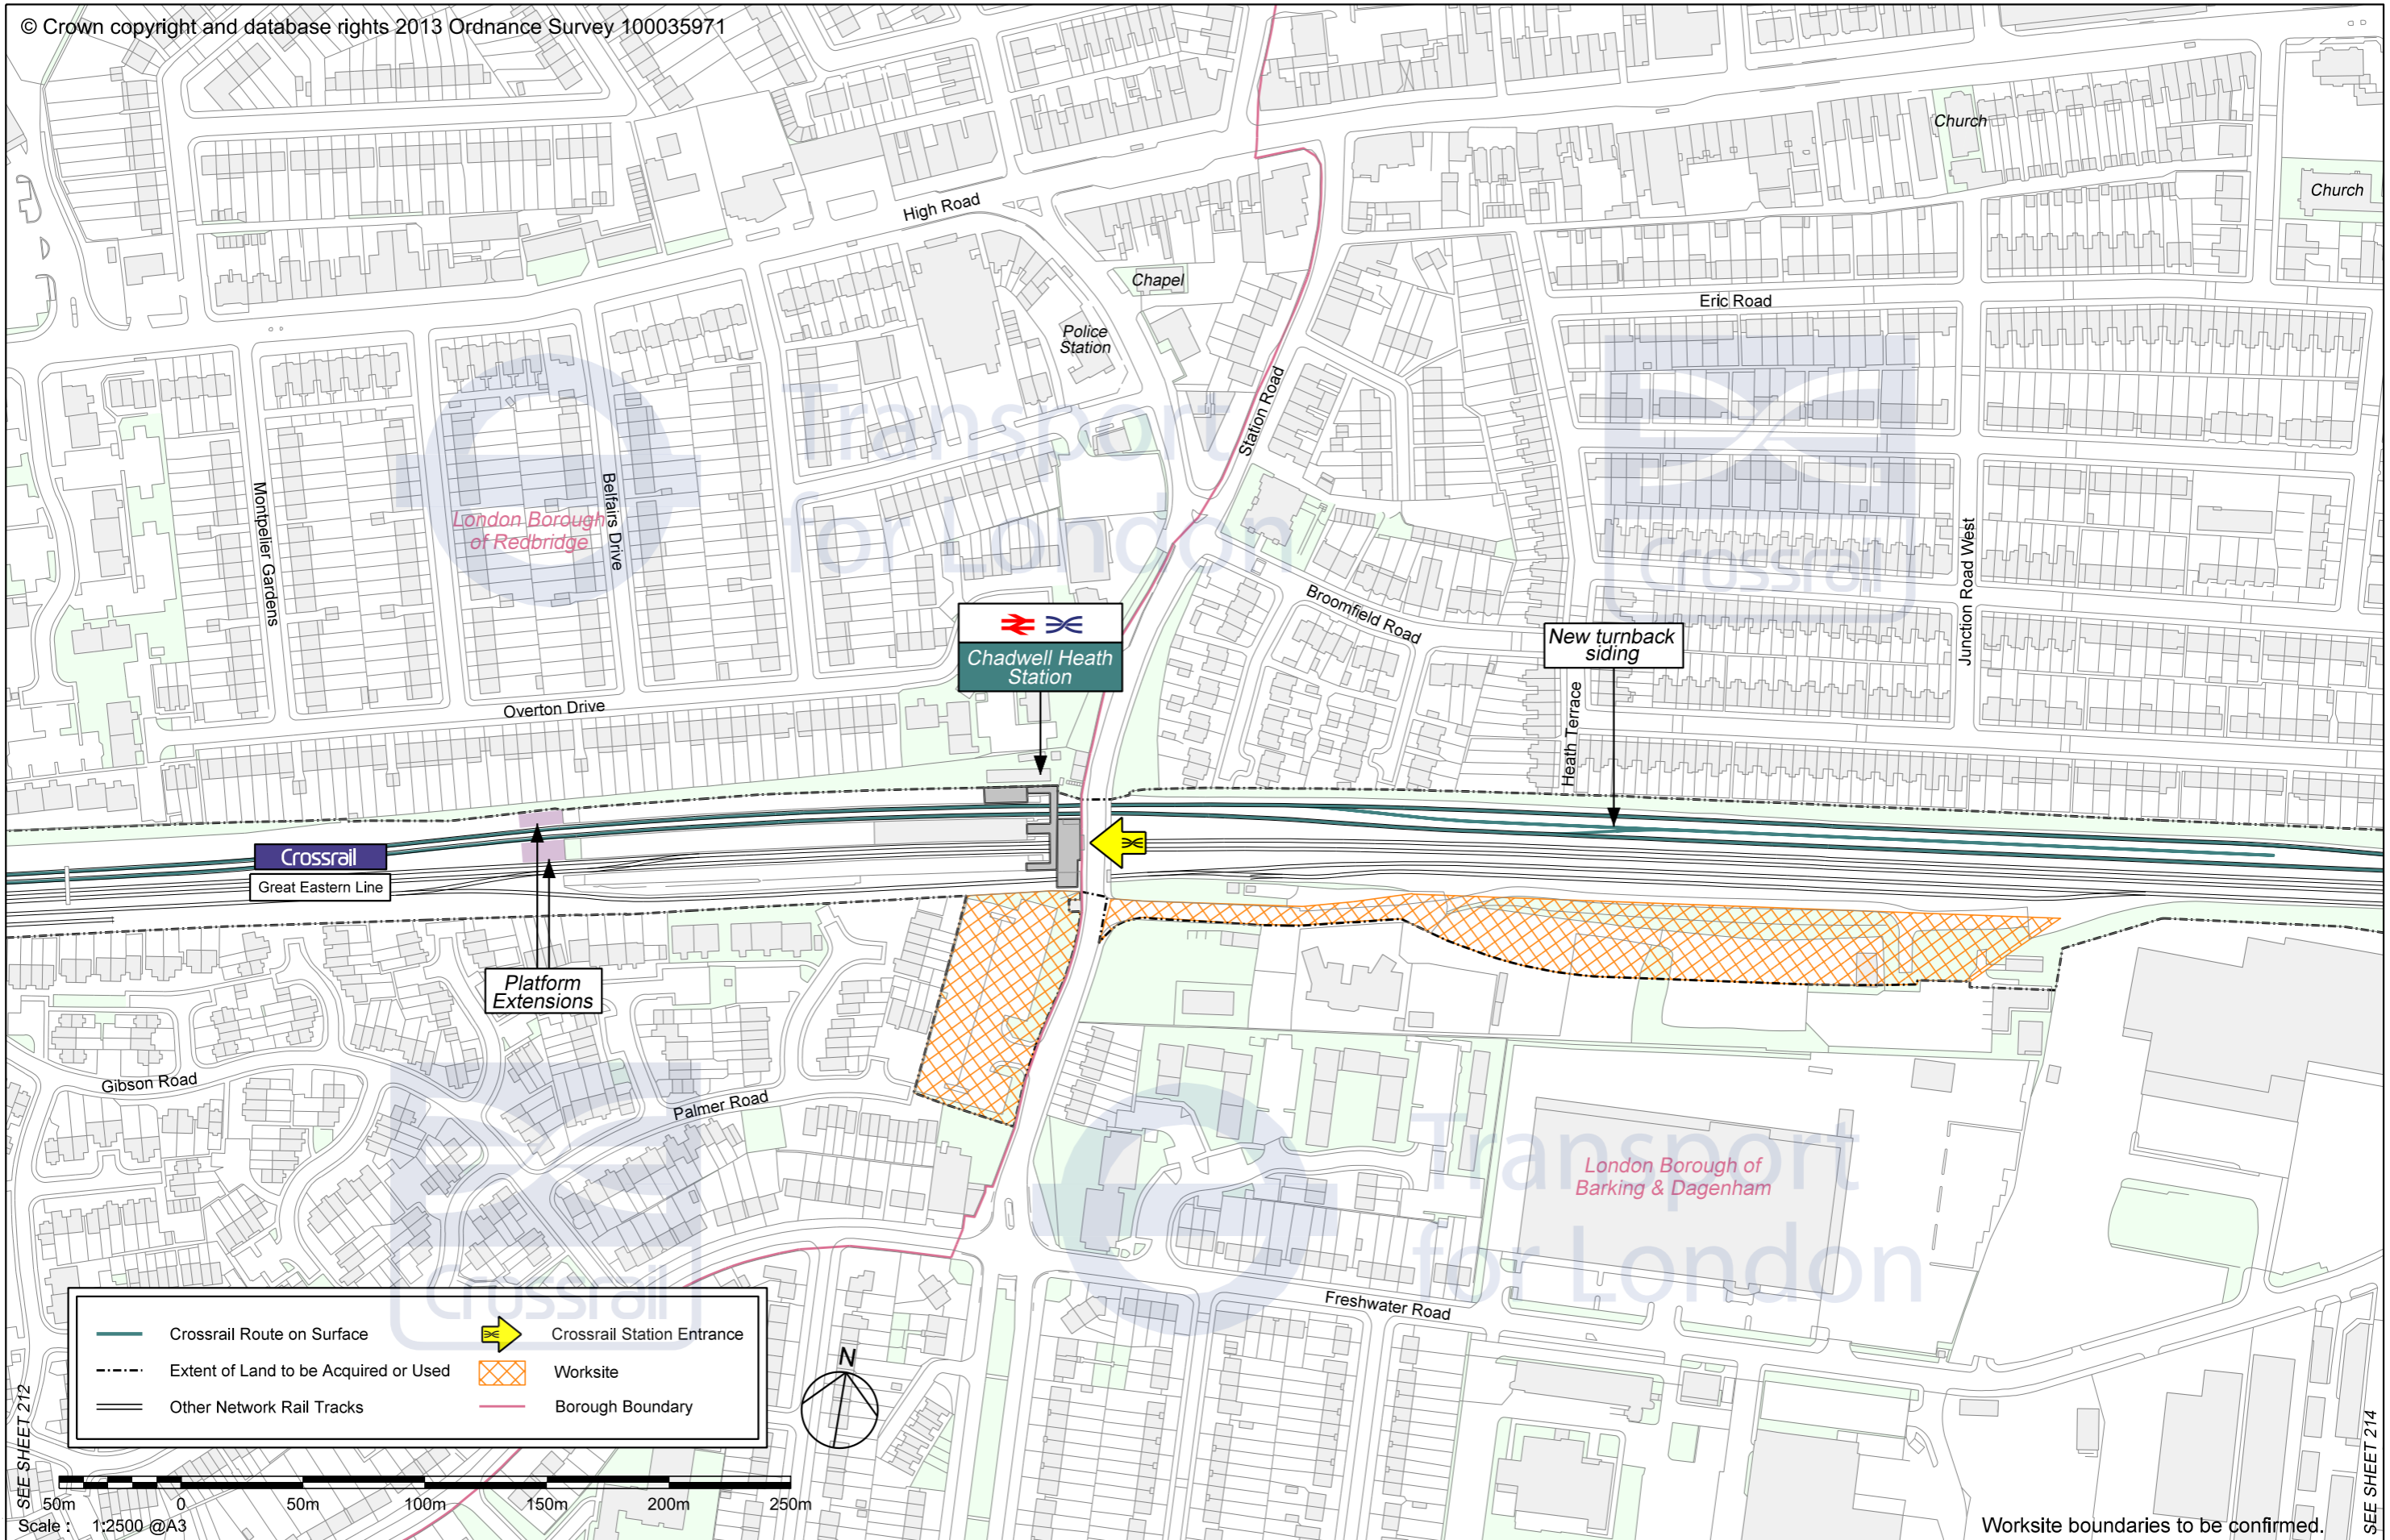 © Crown copyright and database rights 2013 Ordnance Survey 100035971
Church
Church
High Road
Chapel
Eric Road
Police
Station
Station Road
Transport
for London
Crossrail
Montpelier Gardens
Belfairs Drive
London Borough
of Redbridge
Junction Road West
Broomfield Road
New turnback
siding
Chadwell Heath
Station
Heath Terrace
Overton Drive
Crossrail
Great Eastern Line
Platform
Extensions
Gibson Road
Palmer Road
Transport
for London
London Borough of
Barking & Dagenham
Crossrail
Freshwater Road
Crossrail Route on Surface
Crossrail Station Entrance
Extent of Land to be Acquired or Used
Worksite
Other Network Rail Tracks
Borough Boundary
N
SEE SHEET 212
SEE SHEET 214
50m 0 50m 100m 150m 200m 250m
Scale : 1:2500 @A3
Worksite boundaries to be confirmed.